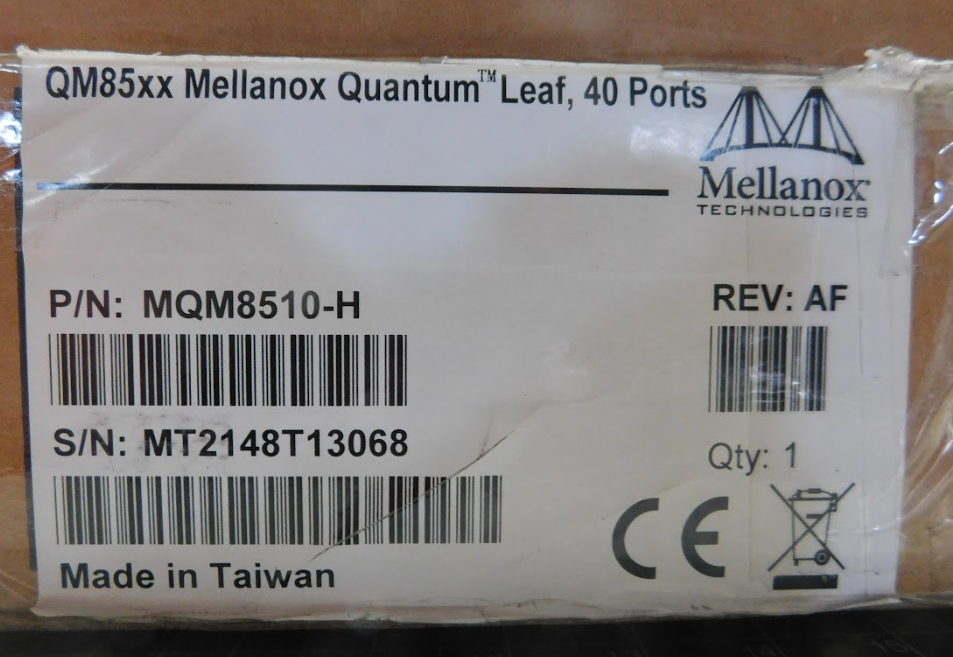 QM85xx Mellanox Quantum™ Leaf, 40 Ports
Mellanox
TECHNOLOGIES
P/N: MQM8510-H
REV: AF
S/N: MT2148T13068
Qty: 1
CE
Made in Taiwan